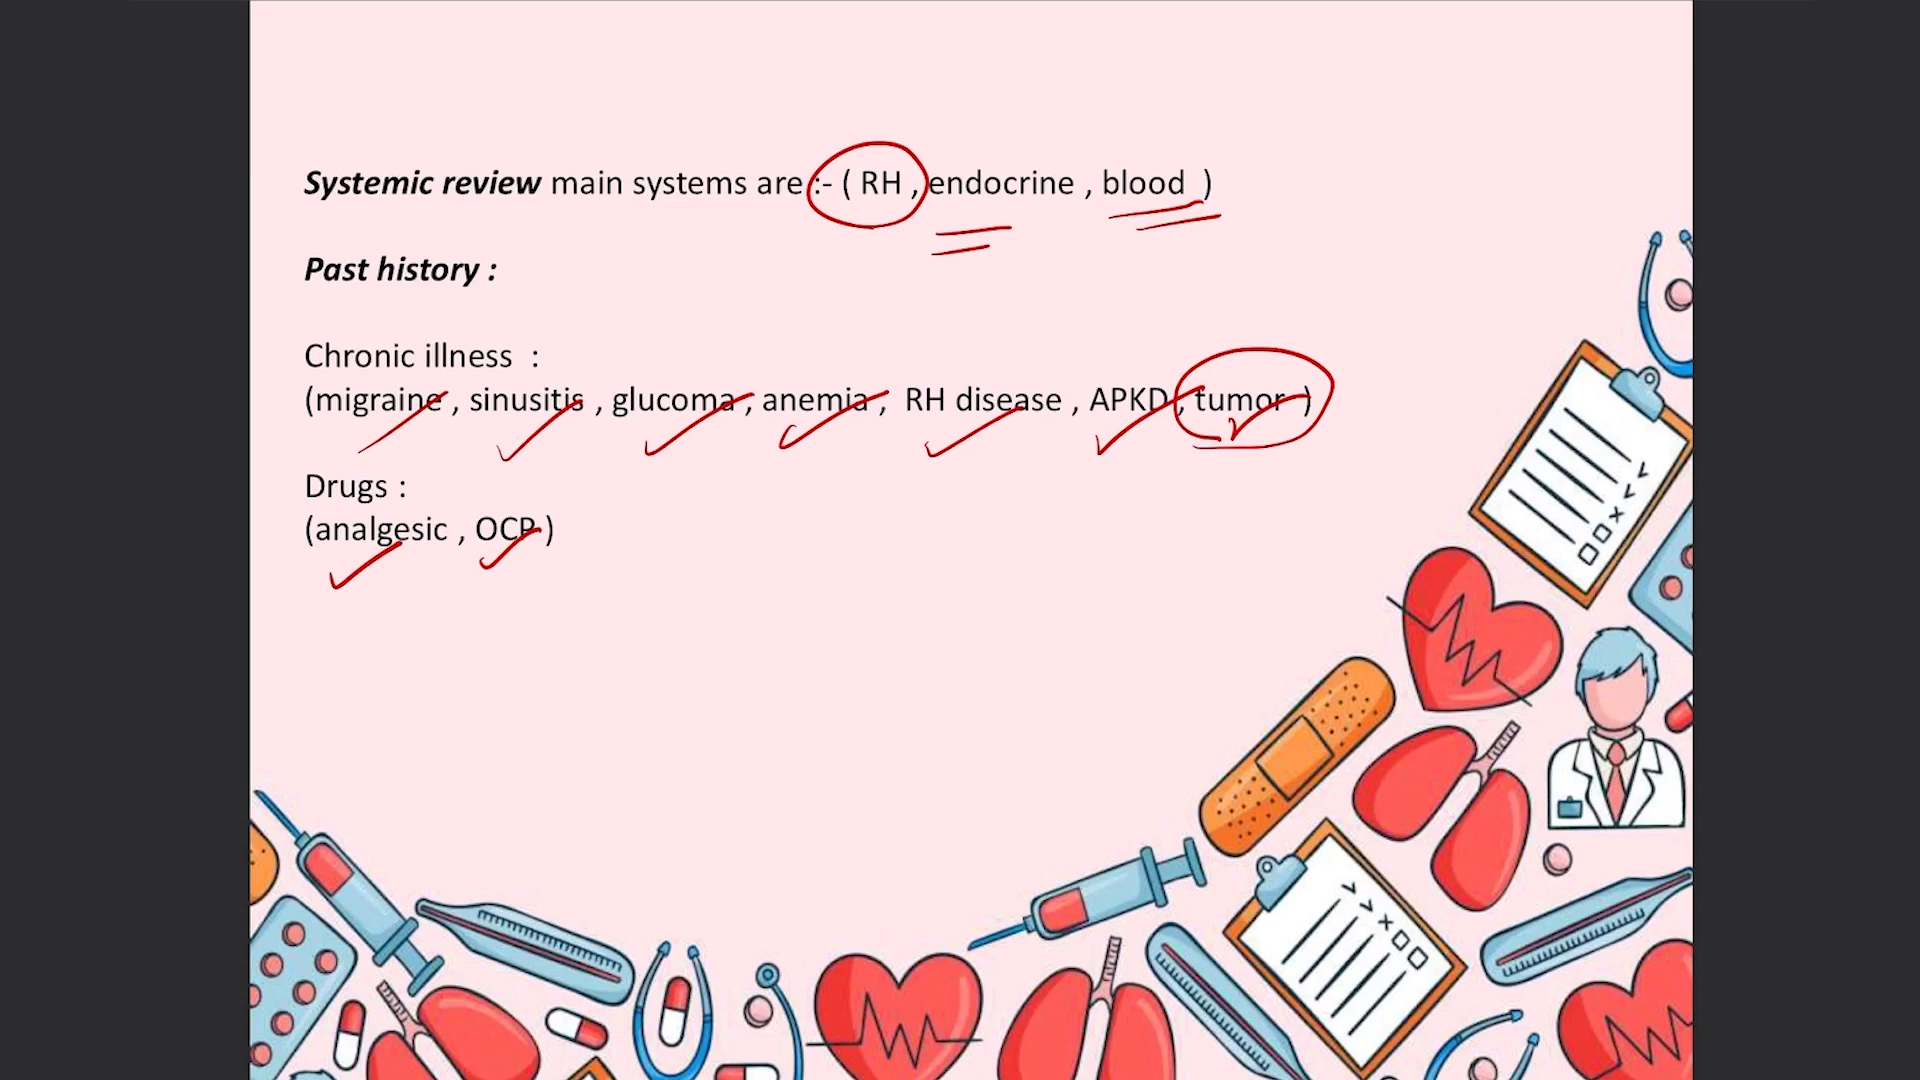 Systemic review main systems are :- ( RH , endocrine , blood )
Past history :
Chronic illness :
(migraine , sinusitis , glucoma , anemia , RH disease , APKD , tumor )
Drugs :
(analgesic , OCP )